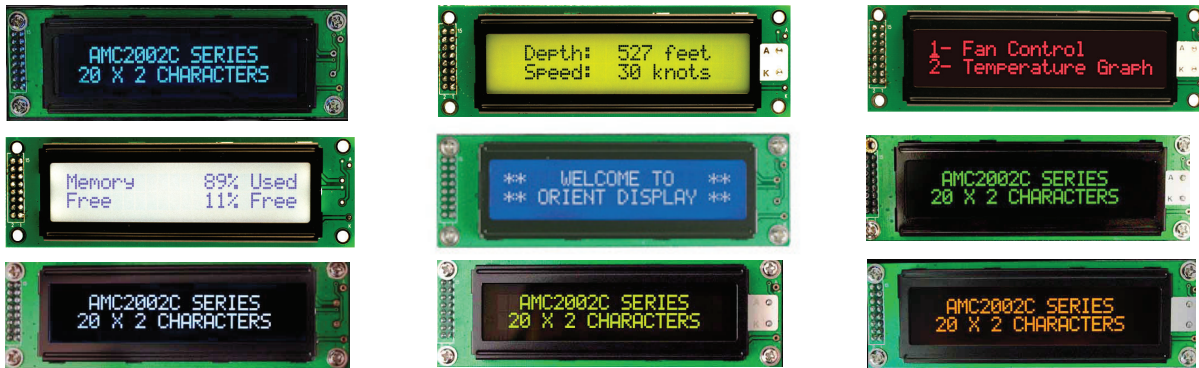 AMC2002C SERIES
20 X 2 CHARACTERS
Depth: 527 feet
Speed: 30 knots
A
K
1- Fan Control
2- Temperature Graph
Memory 89% Used
Free 11% Free
** WELCOME TO **
** ORIENT DISPLAY **
AMC2002C SERIES
20 X 2 CHARACTERS
A
K
AMC2002C SERIES
20 X 2 CHARACTERS
AMC2002C SERIES
20 X 2 CHARACTERS
AMC2002C SERIES
20 X 2 CHARACTERS